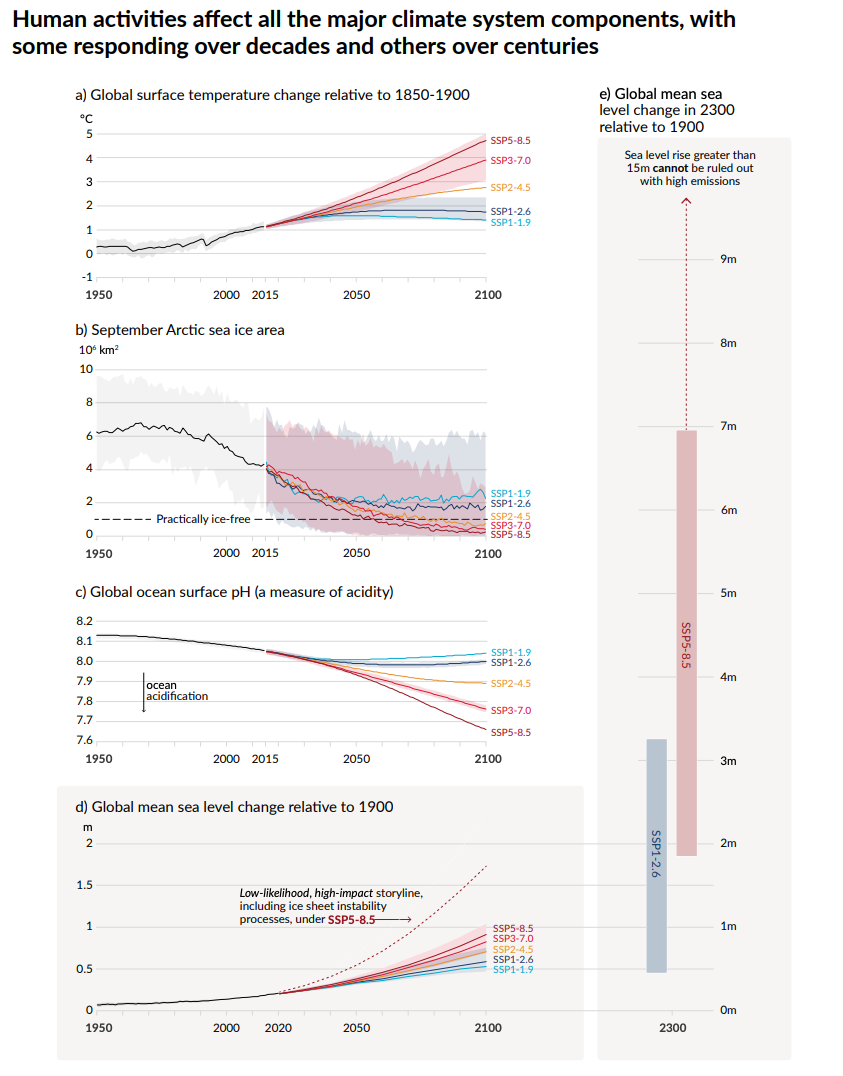 Human activities affect all the major climate system components, with
some responding over decades and others over centuries
a) Global surface temperature change relative to 1850-1900
°C
5
4
3
2
1
0
-1
SSP5-8.5
SSP3-7.0
SSP2-4.5
SSP1-2.6
SSP1-1.9
1950 2000 2015 2050 2100
b) September Arctic sea ice area
10⁶ km²
10
8
6
4
2
0
Practically ice-free
SSP1-1.9
SSP1-2.6
SSP2-4.5
SSP3-7.0
SSP5-8.5
1950 2000 2015 2050 2100
c) Global ocean surface pH (a measure of acidity)
8.2
8.1
8.0
7.9
7.8
7.7
7.6
ocean
acidification
SSP1-1.9
SSP1-2.6
SSP2-4.5
SSP3-7.0
SSP5-8.5
1950 2000 2015 2050 2100
d) Global mean sea level change relative to 1900
m
2
1.5
1
0.5
0
Low-likelihood, high-impact storyline,
including ice sheet instability
processes, under SSP5-8.5
SSP5-8.5
SSP3-7.0
SSP2-4.5
SSP1-2.6
SSP1-1.9
1950 2000 2020 2050 2100
e) Global mean sea
level change in 2300
relative to 1900
Sea level rise greater than
15m cannot be ruled out
with high emissions
9m
8m
7m
6m
5m
4m
3m
2m
1m
0m
SSP5-8.5
SSP1-2.6
2300